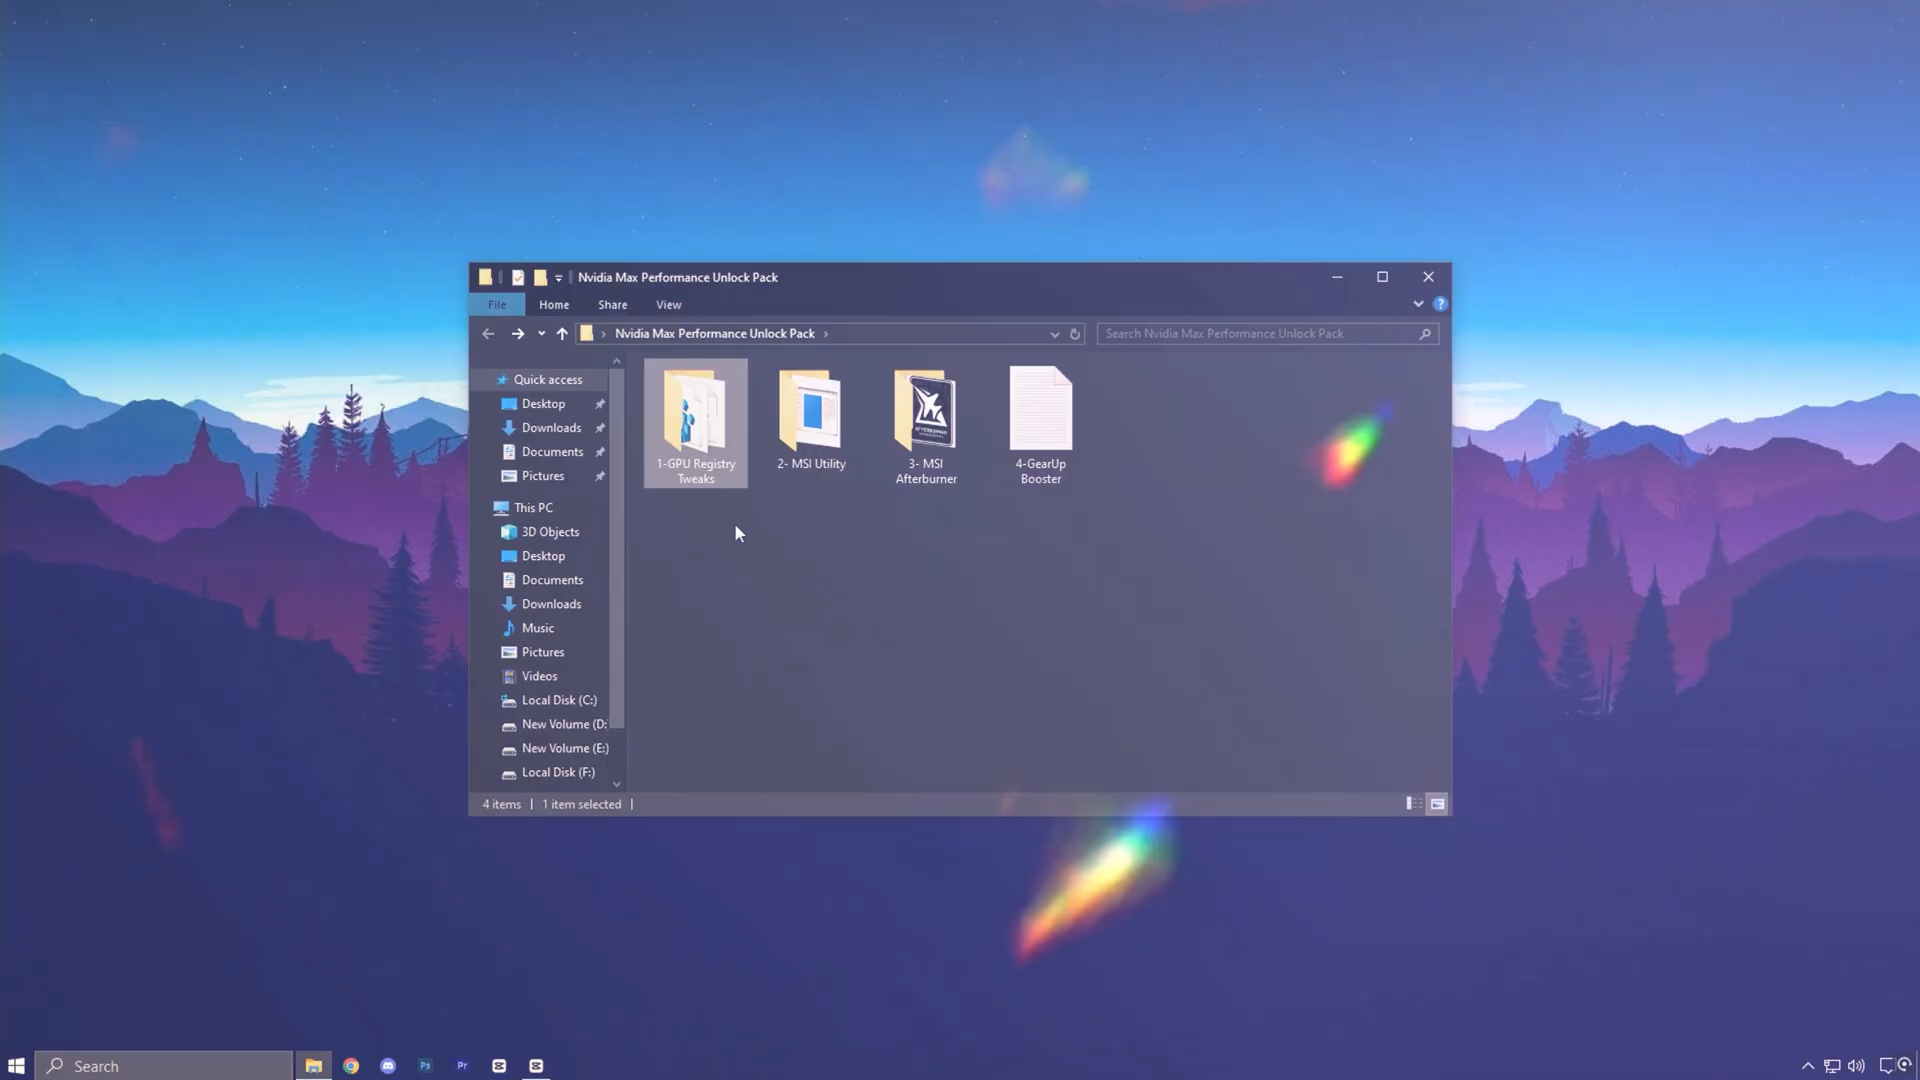 Nvidia Max Performance Unlock Pack
File
Home
Share
View
Nvidia Max Performance Unlock Pack
Search Nvidia Max Performance Unlock Pack
Quick access
Desktop
Downloads
Documents
Pictures
This PC
3D Objects
Desktop
Documents
Downloads
Music
Pictures
Videos
Local Disk (C:)
New Volume (D:
New Volume (E:)
Local Disk (F:)
1-GPU Registry
Tweaks
2- MSI Utility
3- MSI
Afterburner
4-GearUp
Booster
4 items
1 item selected
Search
Ps
Pr